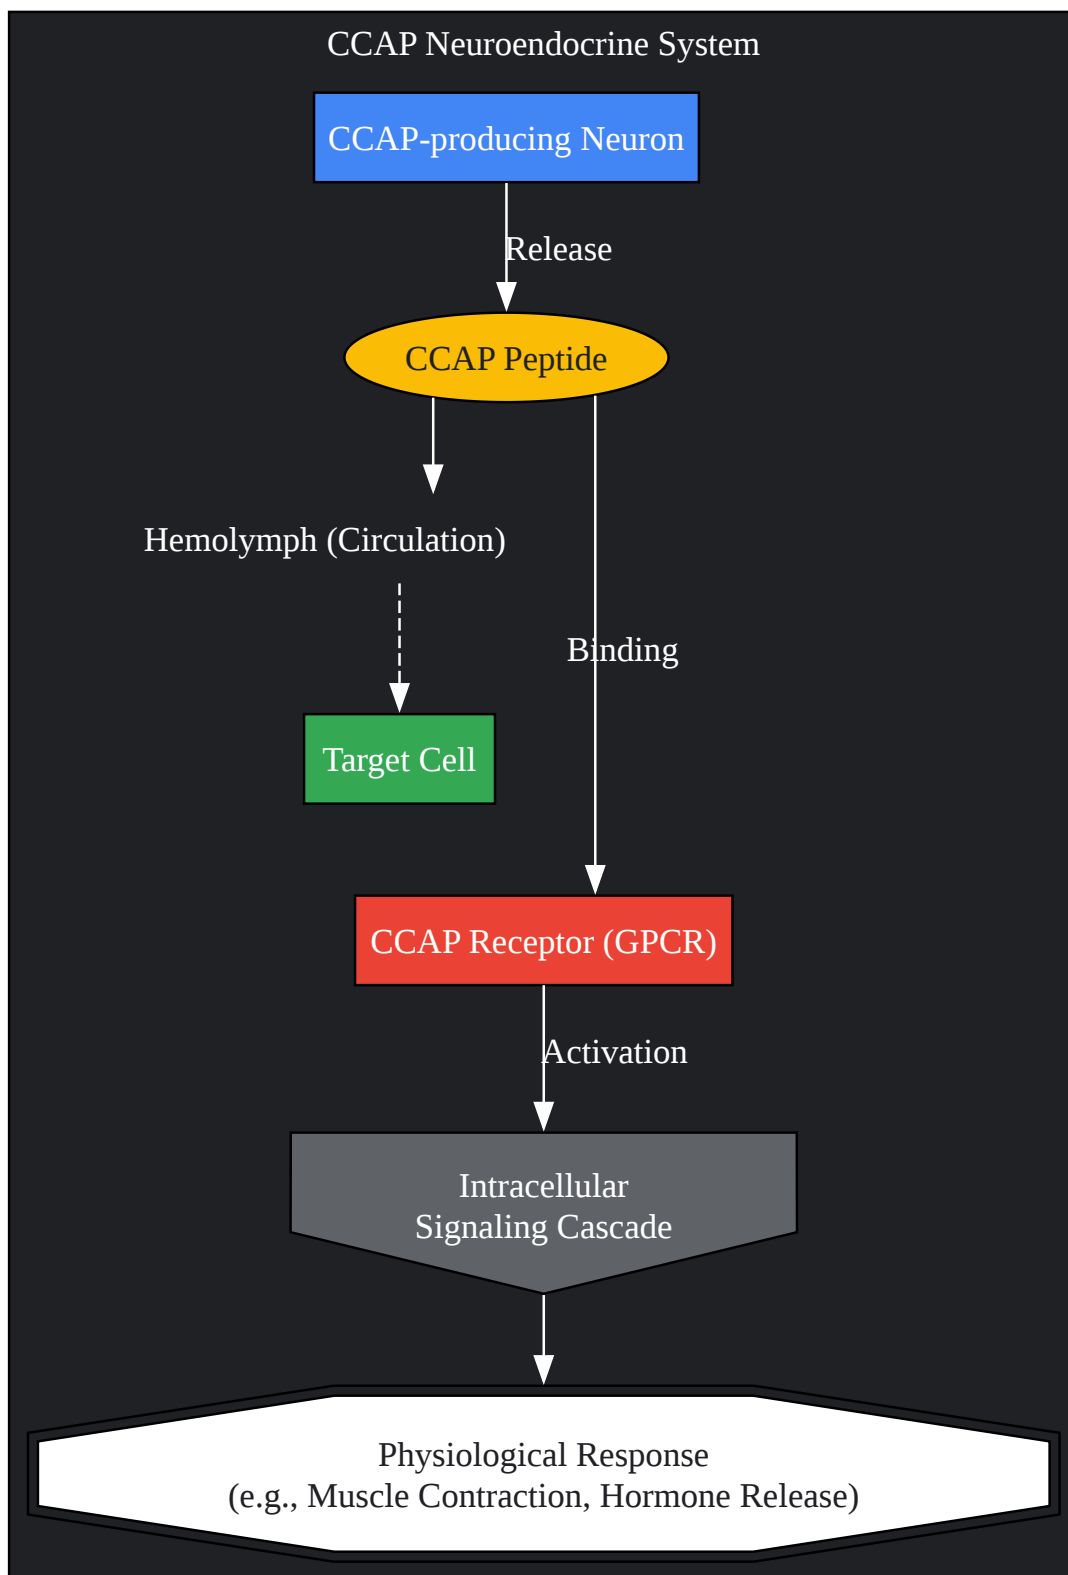 CCAP Neuroendocrine System
CCAP-producing Neuron
Release
CCAP Peptide
Hemolymph (Circulation)
Binding
Target Cell
CCAP Receptor (GPCR)
Activation
Intracellular
Signaling Cascade
Physiological Response
(e.g., Muscle Contraction, Hormone Release)